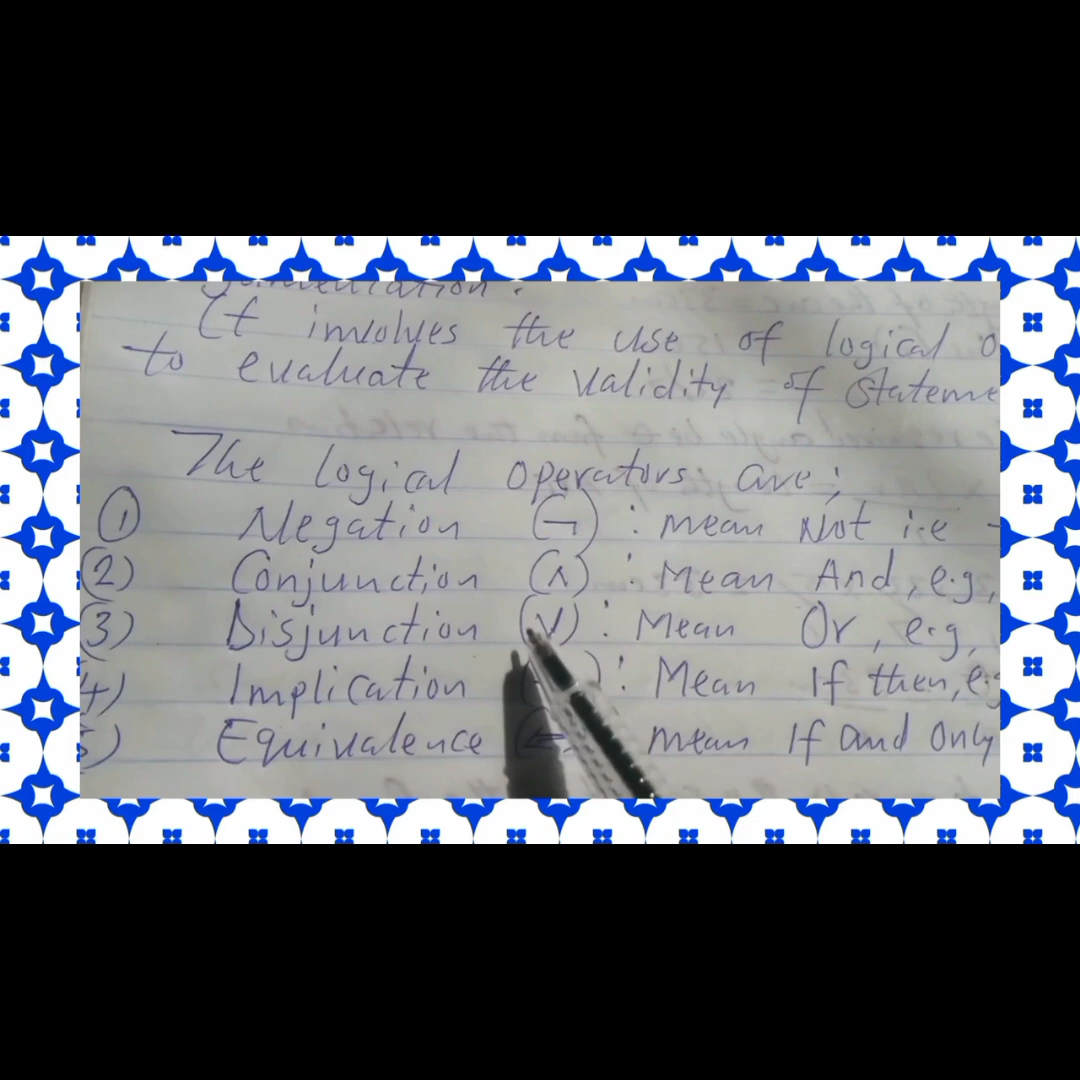 It involves the use of logical
to evaluate the validity of
The logical operators are;
(1) Negation (¬) : mean Not i.e
(2) Conjunction (∧) : Mean And, e.g,
(3) Disjunction (∨) : Mean Or, e.g,
4) Implication ) : Mean If then,
5) Equivalence mean If and Only